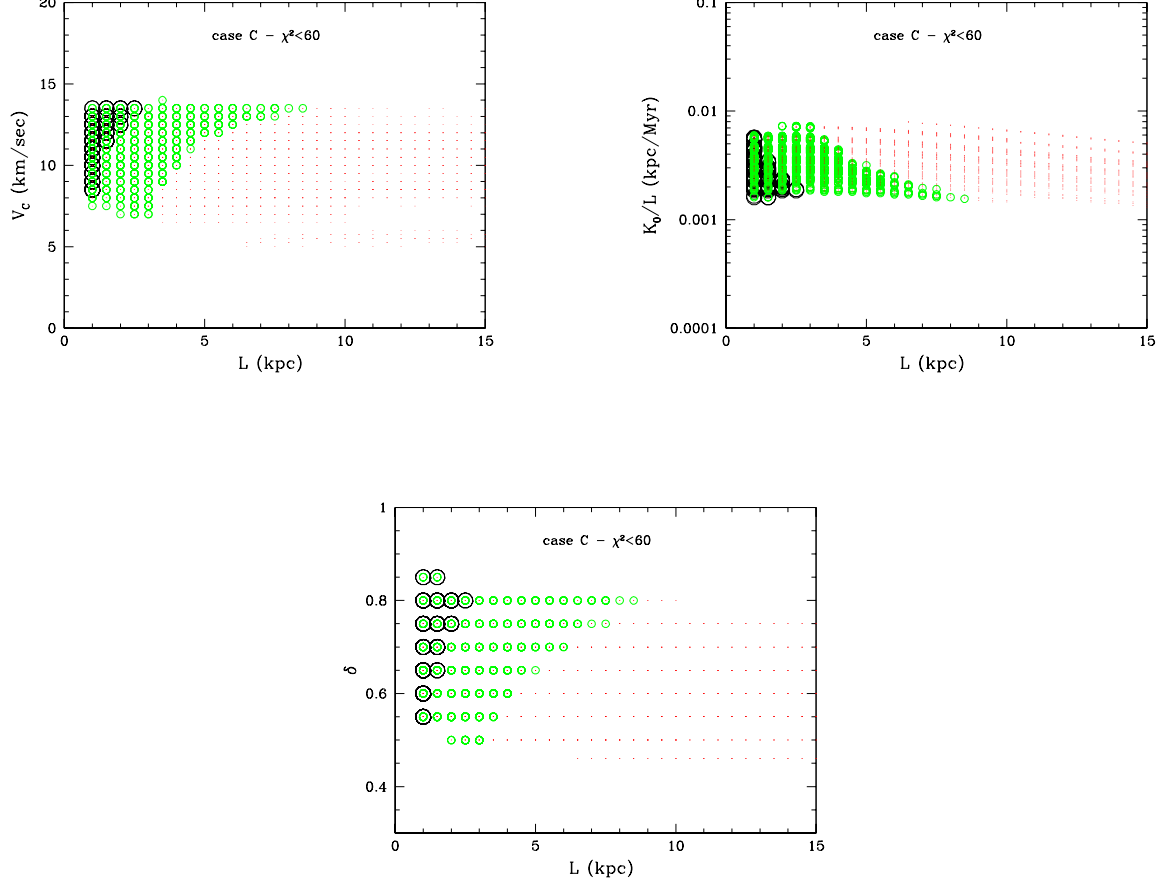 20
case C − χ²<60
15
10
5
0
V_C (km/sec)
0 5 10 15
L (kpc)
0.1
case C − χ²<60
0.01
0.001
0.0001
K₀/L (kpc/Myr)
0 5 10 15
L (kpc)
1
case C − χ²<60
0.8
0.6
0.4
δ
0 5 10 15
L (kpc)